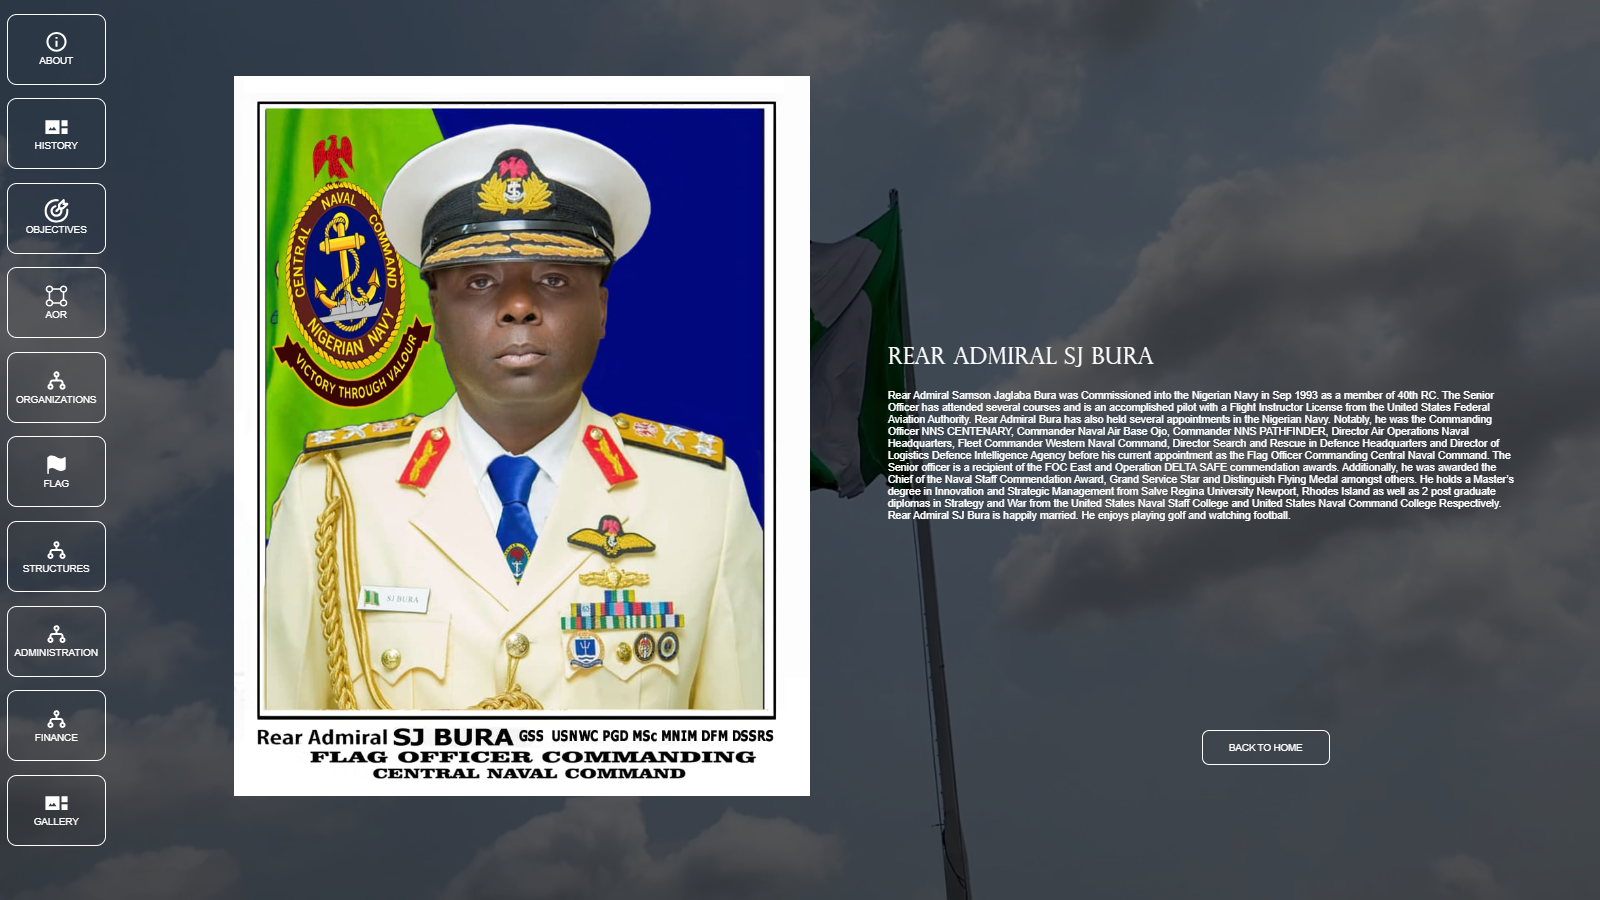 ABOUT
HISTORY
OBJECTIVES
AOR
ORGANIZATIONS
FLAG
STRUCTURES
ADMINISTRATION
FINANCE
GALLERY
CENTRAL NAVAL COMMAND
NIGERIAN NAVY
VICTORY THROUGH VALOUR
SJ BURA
Rear Admiral SJ BURA GSS USNWC PGD MSc MNIM DFM DSSRS
FLAG OFFICER COMMANDING
CENTRAL NAVAL COMMAND
REAR ADMIRAL SJ BURA
Rear Admiral Samson Jaglaba Bura was Commissioned into the Nigerian Navy in Sep 1993 as a member of 40th RC. The Senior
Officer has attended several courses and is an accomplished pilot with a Flight Instructor License from the United States Federal
Aviation Authority. Rear Admiral Bura has also held several appointments in the Nigerian Navy. Notably, he was the Commanding
Officer NNS CENTENARY, Commander Naval Air Base Ojo, Commander NNS PATHFINDER, Director Air Operations Naval
Headquarters, Fleet Commander Western Naval Command, Director Search and Rescue in Defence Headquarters and Director of
Logistics Defence Intelligence Agency before his current appointment as the Flag Officer Commanding Central Naval Command. The
Senior officer is a recipient of the FOC East and Operation DELTA SAFE commendation awards. Additionally, he was awarded the
Chief of the Naval Staff Commendation Award, Grand Service Star and Distinguish Flying Medal amongst others. He holds a Master's
degree in Innovation and Strategic Management from Salve Regina University Newport, Rhodes Island as well as 2 post graduate
diplomas in Strategy and War from the United States Naval Staff College and United States Naval Command College Respectively.
Rear Admiral SJ Bura is happily married. He enjoys playing golf and watching football.
BACK TO HOME